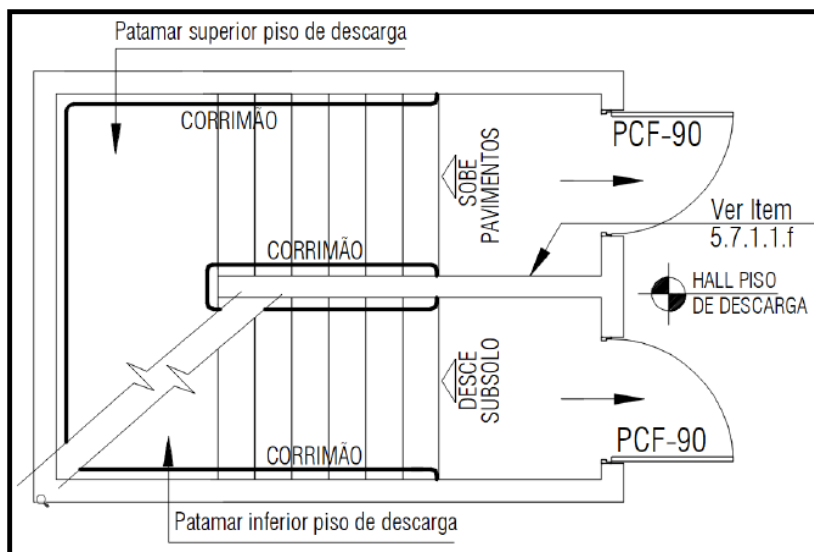 Patamar superior piso de descarga
CORRIMÃO
PCF-90
SOBE
PAVIMENTOS
Ver Item
5.7.1.1.f
CORRIMÃO
HALL PISO
DE DESCARGA
DESCE
SUBSOLO
CORRIMÃO
PCF-90
Patamar inferior piso de descarga